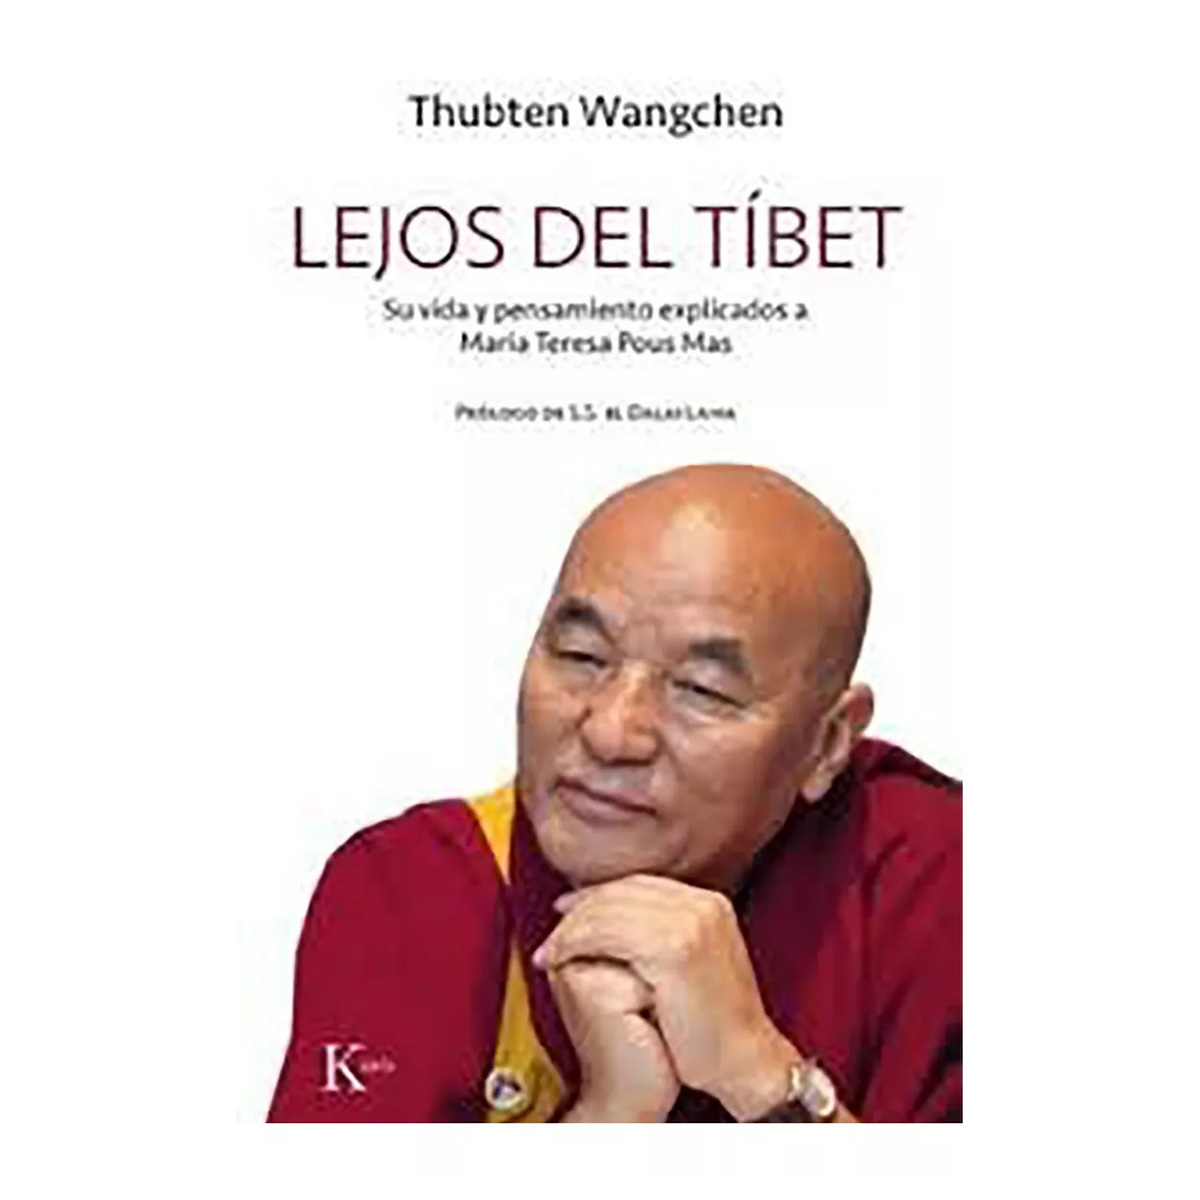 Thubten Wangchen
LEJOS DEL TÍBET
Su vida y pensamiento explicados a
María Teresa Pous Mas
PRÓLOGO DE S.S. EL DALAI LAMA
K